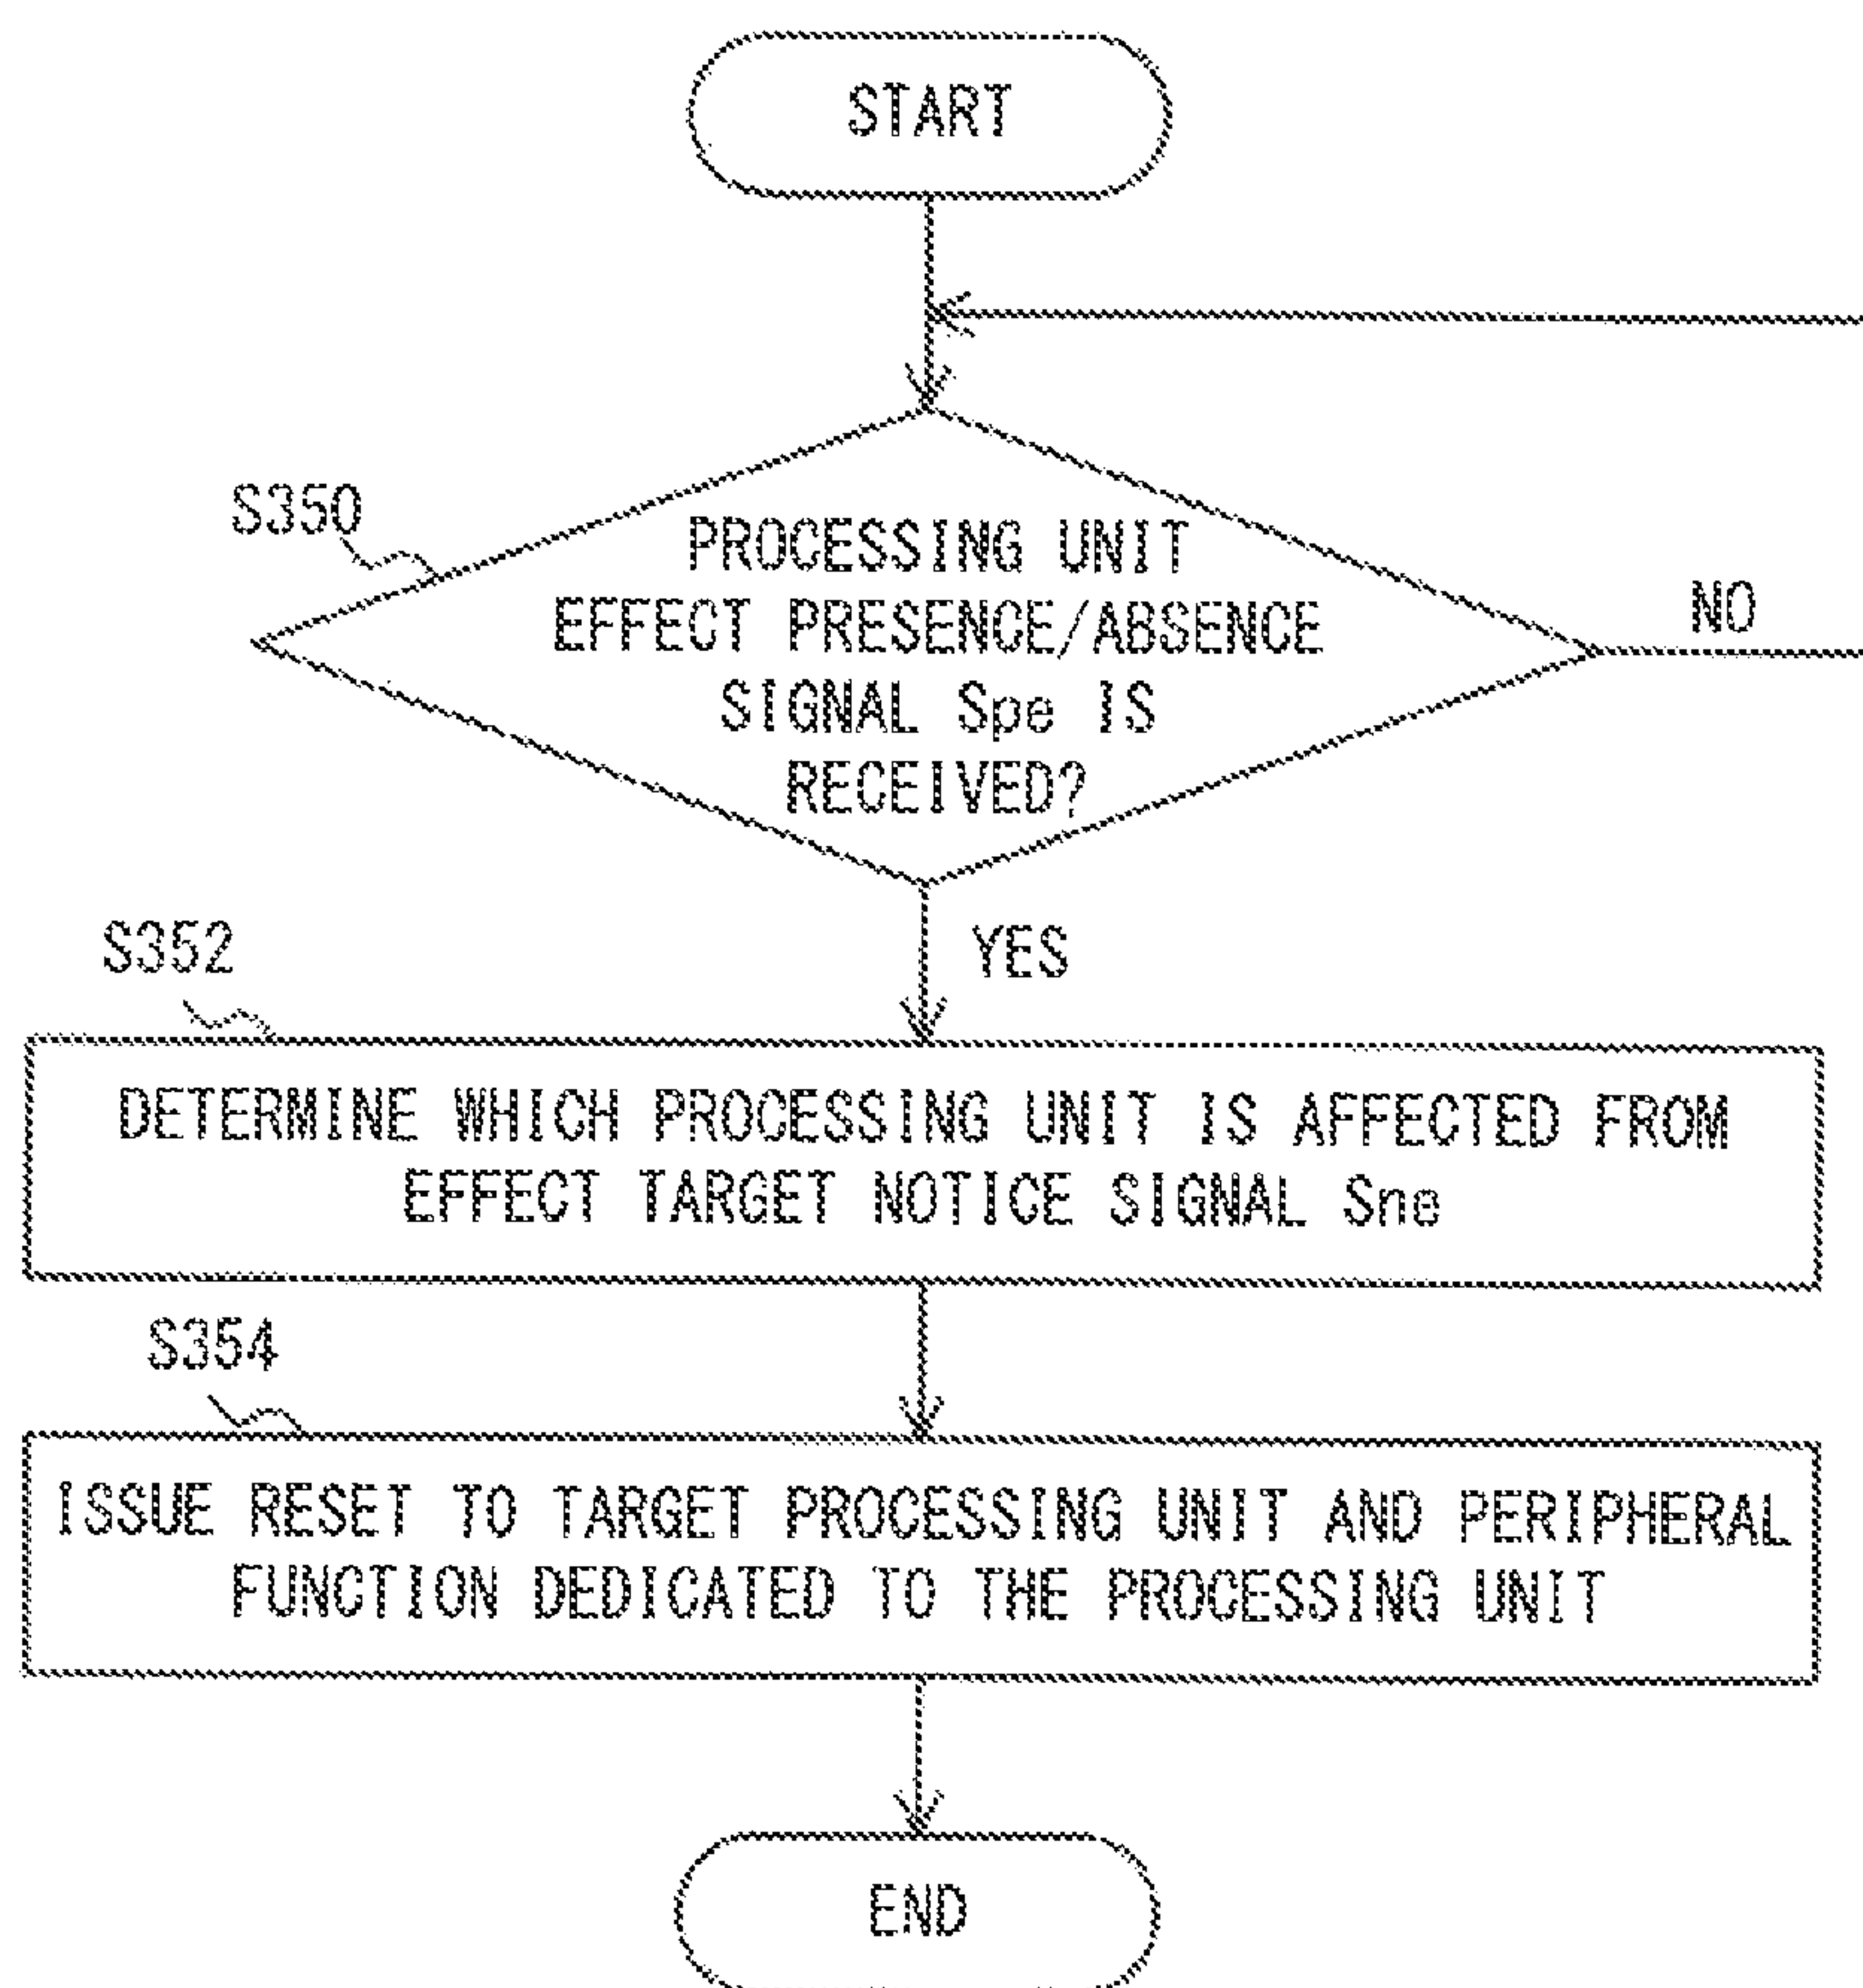 START
S350
PROCESSING UNIT
EFFECT PRESENCE/ABSENCE
SIGNAL Spe IS
RECEIVED?
NO
YES
S352
DETERMINE WHICH PROCESSING UNIT IS AFFECTED FROM
EFFECT TARGET NOTICE SIGNAL Sne
S354
ISSUE RESET TO TARGET PROCESSING UNIT AND PERIPHERAL
FUNCTION DEDICATED TO THE PROCESSING UNIT
END